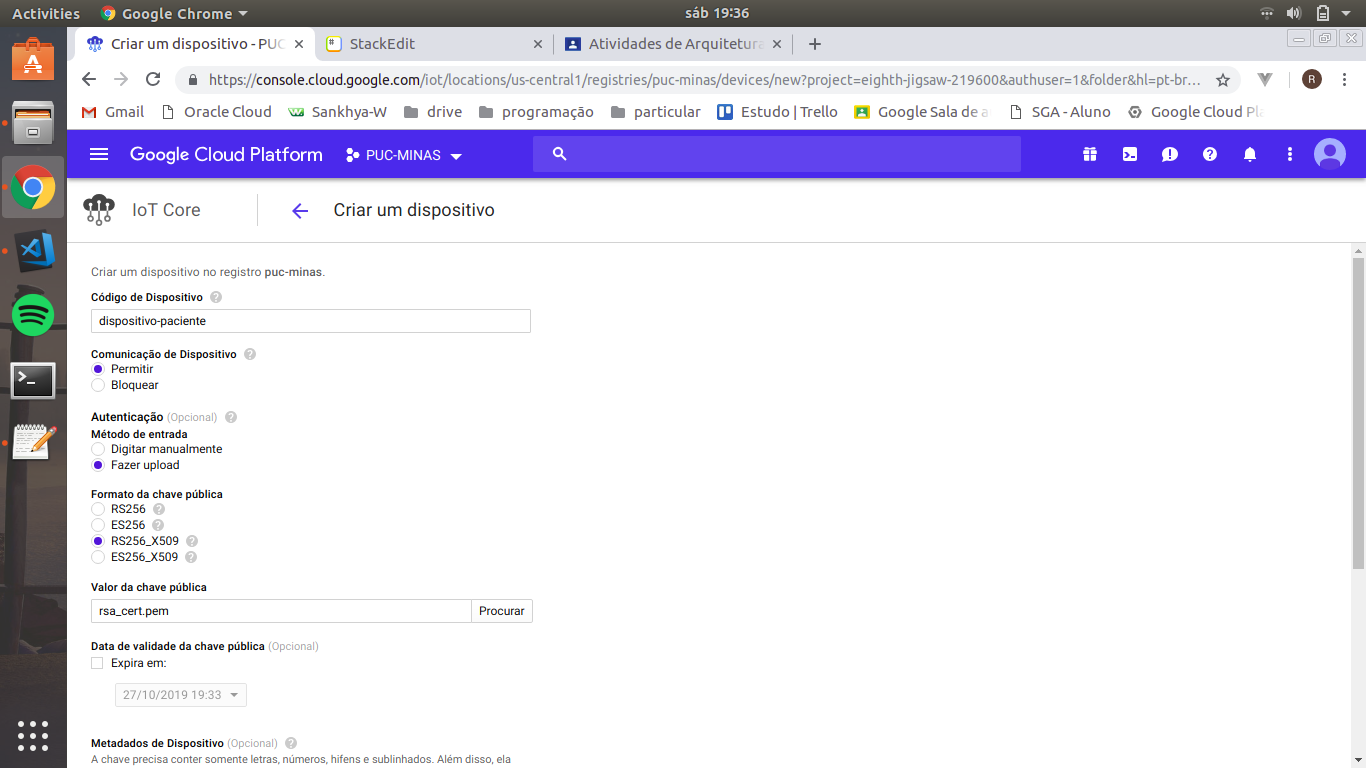 Activities Google Chrome sáb 19:36
Criar um dispositivo - PUC StackEdit Atividades de Arquitetura
https://console.cloud.google.com/iot/locations/us-central1/registries/puc-minas/devices/new?project=eighth-jigsaw-219600&authuser=1&folder&hl=pt-br... R
Gmail Oracle Cloud Sankhya-W drive programação particular Estudo | Trello Google Sala de a SGA - Aluno Google Cloud Pla
Google Cloud Platform PUC-MINAS
IoT Core Criar um dispositivo
Criar um dispositivo no registro puc-minas.
Código de Dispositivo
dispositivo-paciente
Comunicação de Dispositivo
Permitir
Bloquear
Autenticação (Opcional)
Método de entrada
Digitar manualmente
Fazer upload
Formato da chave pública
RS256
ES256
RS256_X509
ES256_X509
Valor da chave pública
rsa_cert.pem Procurar
Data de validade da chave pública (Opcional)
Expira em:
27/10/2019 19:33
Metadados de Dispositivo (Opcional)
A chave precisa conter somente letras, números, hifens e sublinhados. Além disso, ela